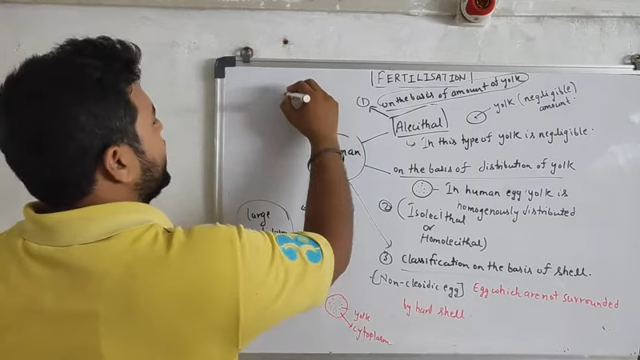 FERTILISATION
① on the basis of amount of yolk
Alecithal
yolk (negligible)
amount.
In this type of yolk is negligible.
man
on the basis of distribution of yolk
In human egg yolk is
homogenously distributed
② (Isolecithal
or
Homolecithal)
large
③ Classification on the basis of shell.
[Non-cleoidic egg] Egg which are not surrounded
by hard shell.
yolk
cytoplasm